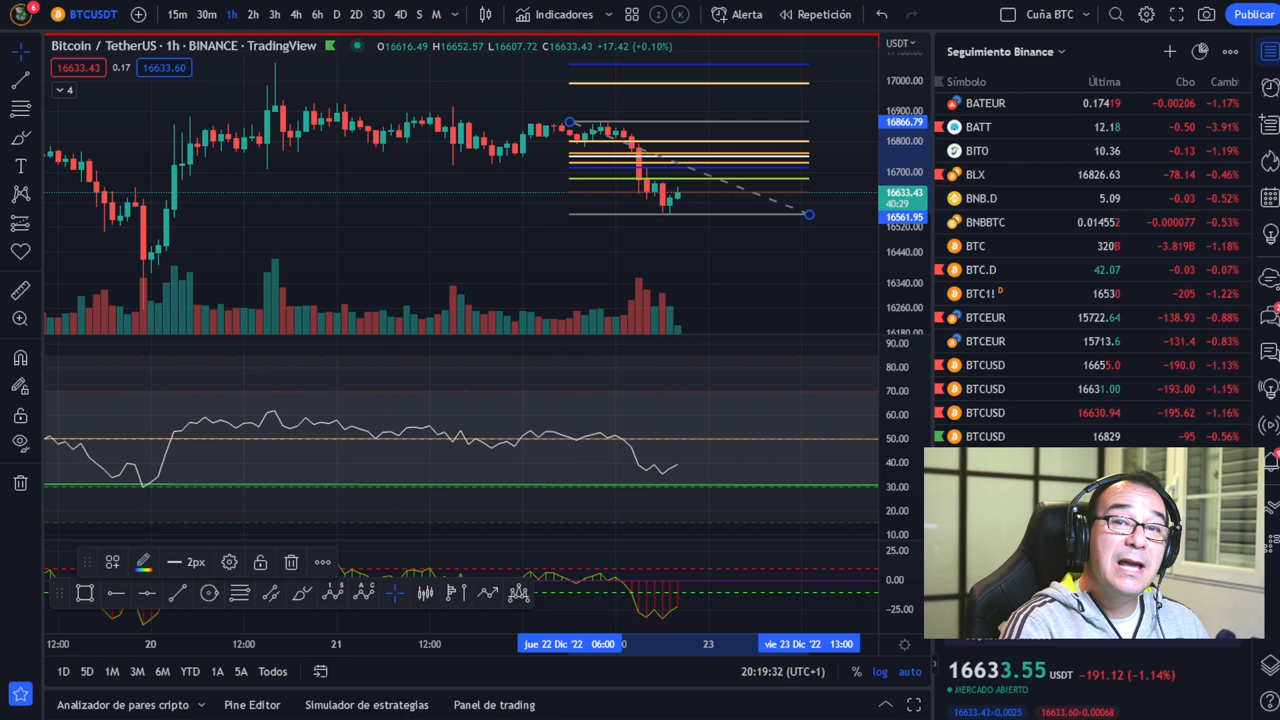 6 BTCUSDT 15m 30m 1h 2h 3h 4h 6h D 2D 3D 4D S M Indicadores 2 K Alerta Repetición Cuña BTC Publicar
Bitcoin / TetherUS · 1h · BINANCE · TradingView O16616.49 H16652.57 L16607.72 C16633.43 +17.42 (+0.10%) USDT
16633.43 0.17 16633.60
4
17000.00
16900.00
16866.79
16800.00
16700.00
16633.43
40:29
16561.95
16520.00
16440.00
16340.00
16260.00
16180.00
90.00
80.00
70.00
60.00
50.00
40.00
30.00
20.00
10.00
25.00
0.00
-25.00
2px
12:00 20 12:00 21 12:00 jue 22 Dic '22 06:00 0 23 vie 23 Dic '22 13:00
1D 5D 1M 3M 6M YTD 1A 5A Todos 20:19:32 (UTC+1) % log auto
Analizador de pares cripto Pine Editor Simulador de estrategias Panel de trading
Seguimiento Binance
Símbolo Última Cbo Camb
BATEUR 0.17419 -0.00206 -1.17%
BATT 12.18 -0.50 -3.91%
BITO 10.36 -0.13 -1.19%
BLX 16826.63 -78.14 -0.46%
BNB.D 5.09 -0.03 -0.52%
BNBBTC 0.014552 -0.000077 -0.53%
BTC 320B -3.819B -1.18%
BTC.D 42.07 -0.03 -0.07%
BTC1! D 16530 -205 -1.22%
BTCEUR 15722.64 -138.93 -0.88%
BTCEUR 15713.6 -131.4 -0.83%
BTCUSD 16655.0 -190.0 -1.13%
BTCUSD 16631.00 -193.00 -1.15%
BTCUSD 16630.94 -195.62 -1.16%
BTCUSD 16829 -95 -0.56%
16633.55 USDT -191.12 (-1.14%)
MERCADO ABIERTO
16633.43×0.0025 16633.60×0.00068